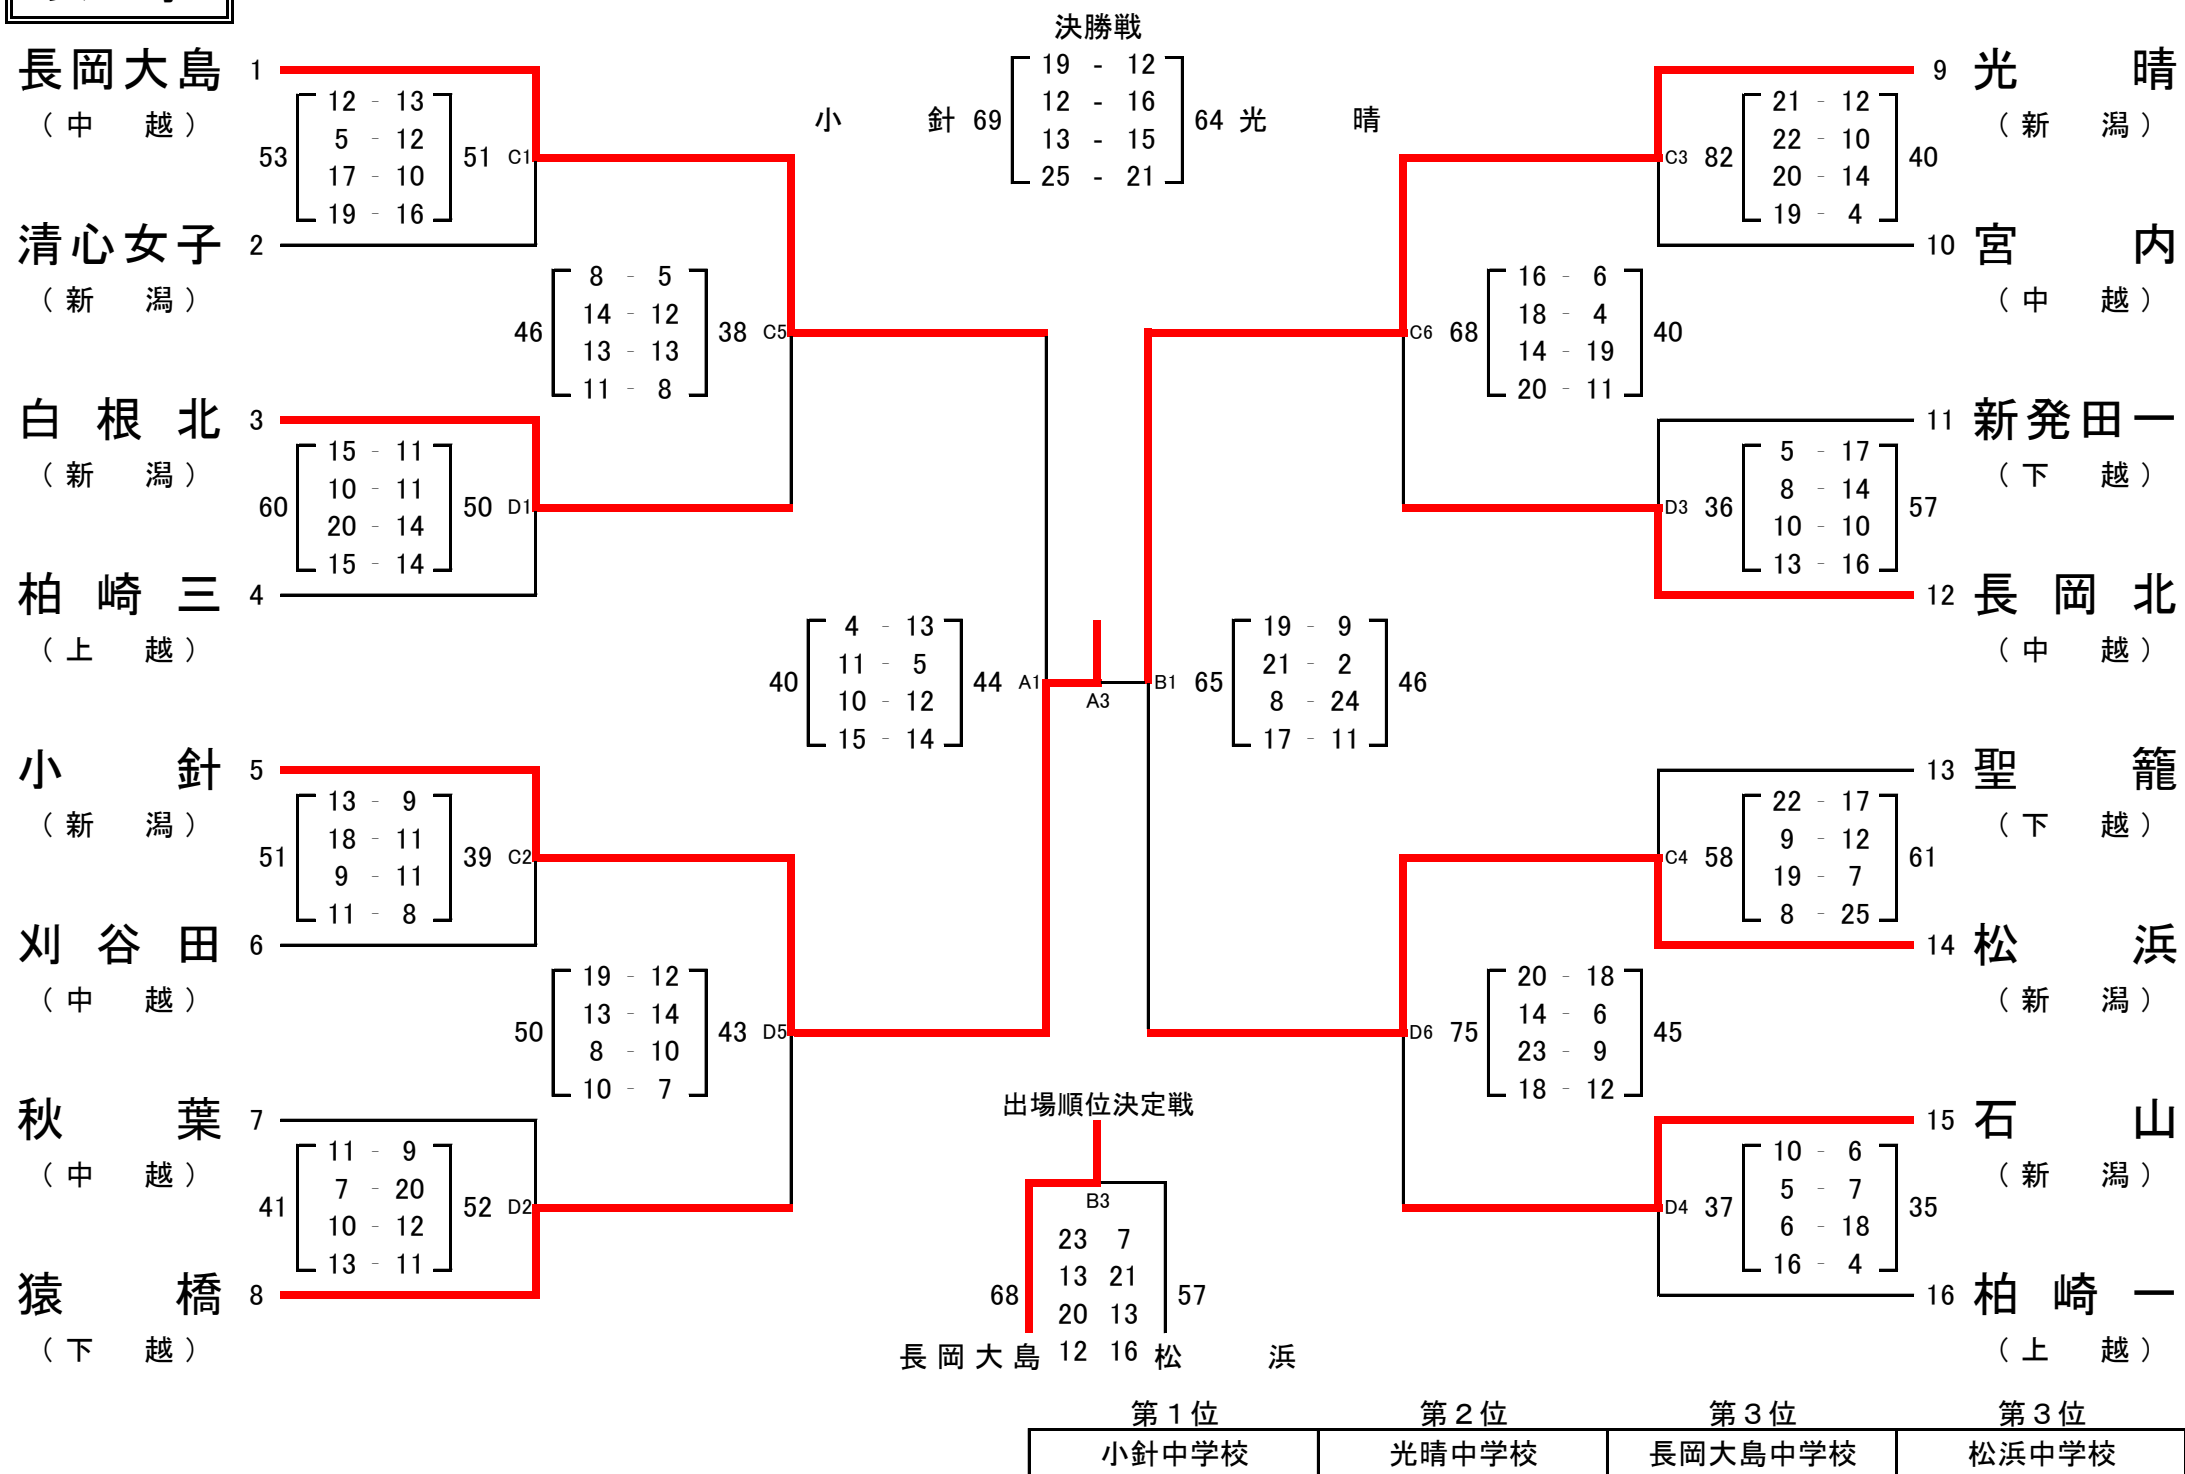 決勝戦
小針 69
19 - 12
12 - 16
13 - 15
25 - 21
64 光晴
長岡大島 1
（中越）
53
12 - 13
5 - 12
17 - 10
19 - 16
51 C1
清心女子 2
（新潟）
46
8 - 5
14 - 12
13 - 13
11 - 8
38 C5
白根北 3
（新潟）
60
15 - 11
10 - 11
20 - 14
15 - 14
50 D1
柏崎三 4
（上越）
40
4 - 13
11 - 5
10 - 12
15 - 14
44 A1
A3
小針 5
（新潟）
51
13 - 9
18 - 11
9 - 11
11 - 8
39 C2
刈谷田 6
（中越）
50
19 - 12
13 - 14
8 - 10
10 - 7
43 D5
秋葉 7
（中越）
41
11 - 9
7 - 20
10 - 12
13 - 11
52 D2
猿橋 8
（下越）
9 光晴
（新潟）
C3 82
21 - 12
22 - 10
20 - 14
19 - 4
40
10 宮内
（中越）
C6 68
16 - 6
18 - 4
14 - 19
20 - 11
40
11 新発田一
（下越）
D3 36
5 - 17
8 - 14
10 - 10
13 - 16
57
12 長岡北
（中越）
B1 65
19 - 9
21 - 2
8 - 24
17 - 11
46
13 聖籠
（下越）
C4 58
22 - 17
9 - 12
19 - 7
8 - 25
61
14 松浜
（新潟）
D6 75
20 - 18
14 - 6
23 - 9
18 - 12
45
15 石山
（新潟）
D4 37
10 - 6
5 - 7
6 - 18
16 - 4
35
16 柏崎一
（上越）
出場順位決定戦
B3
23 7
13 21
68 57
20 13
長岡大島 12 16 松浜
第１位 第２位 第３位 第３位
小針中学校 光晴中学校 長岡大島中学校 松浜中学校